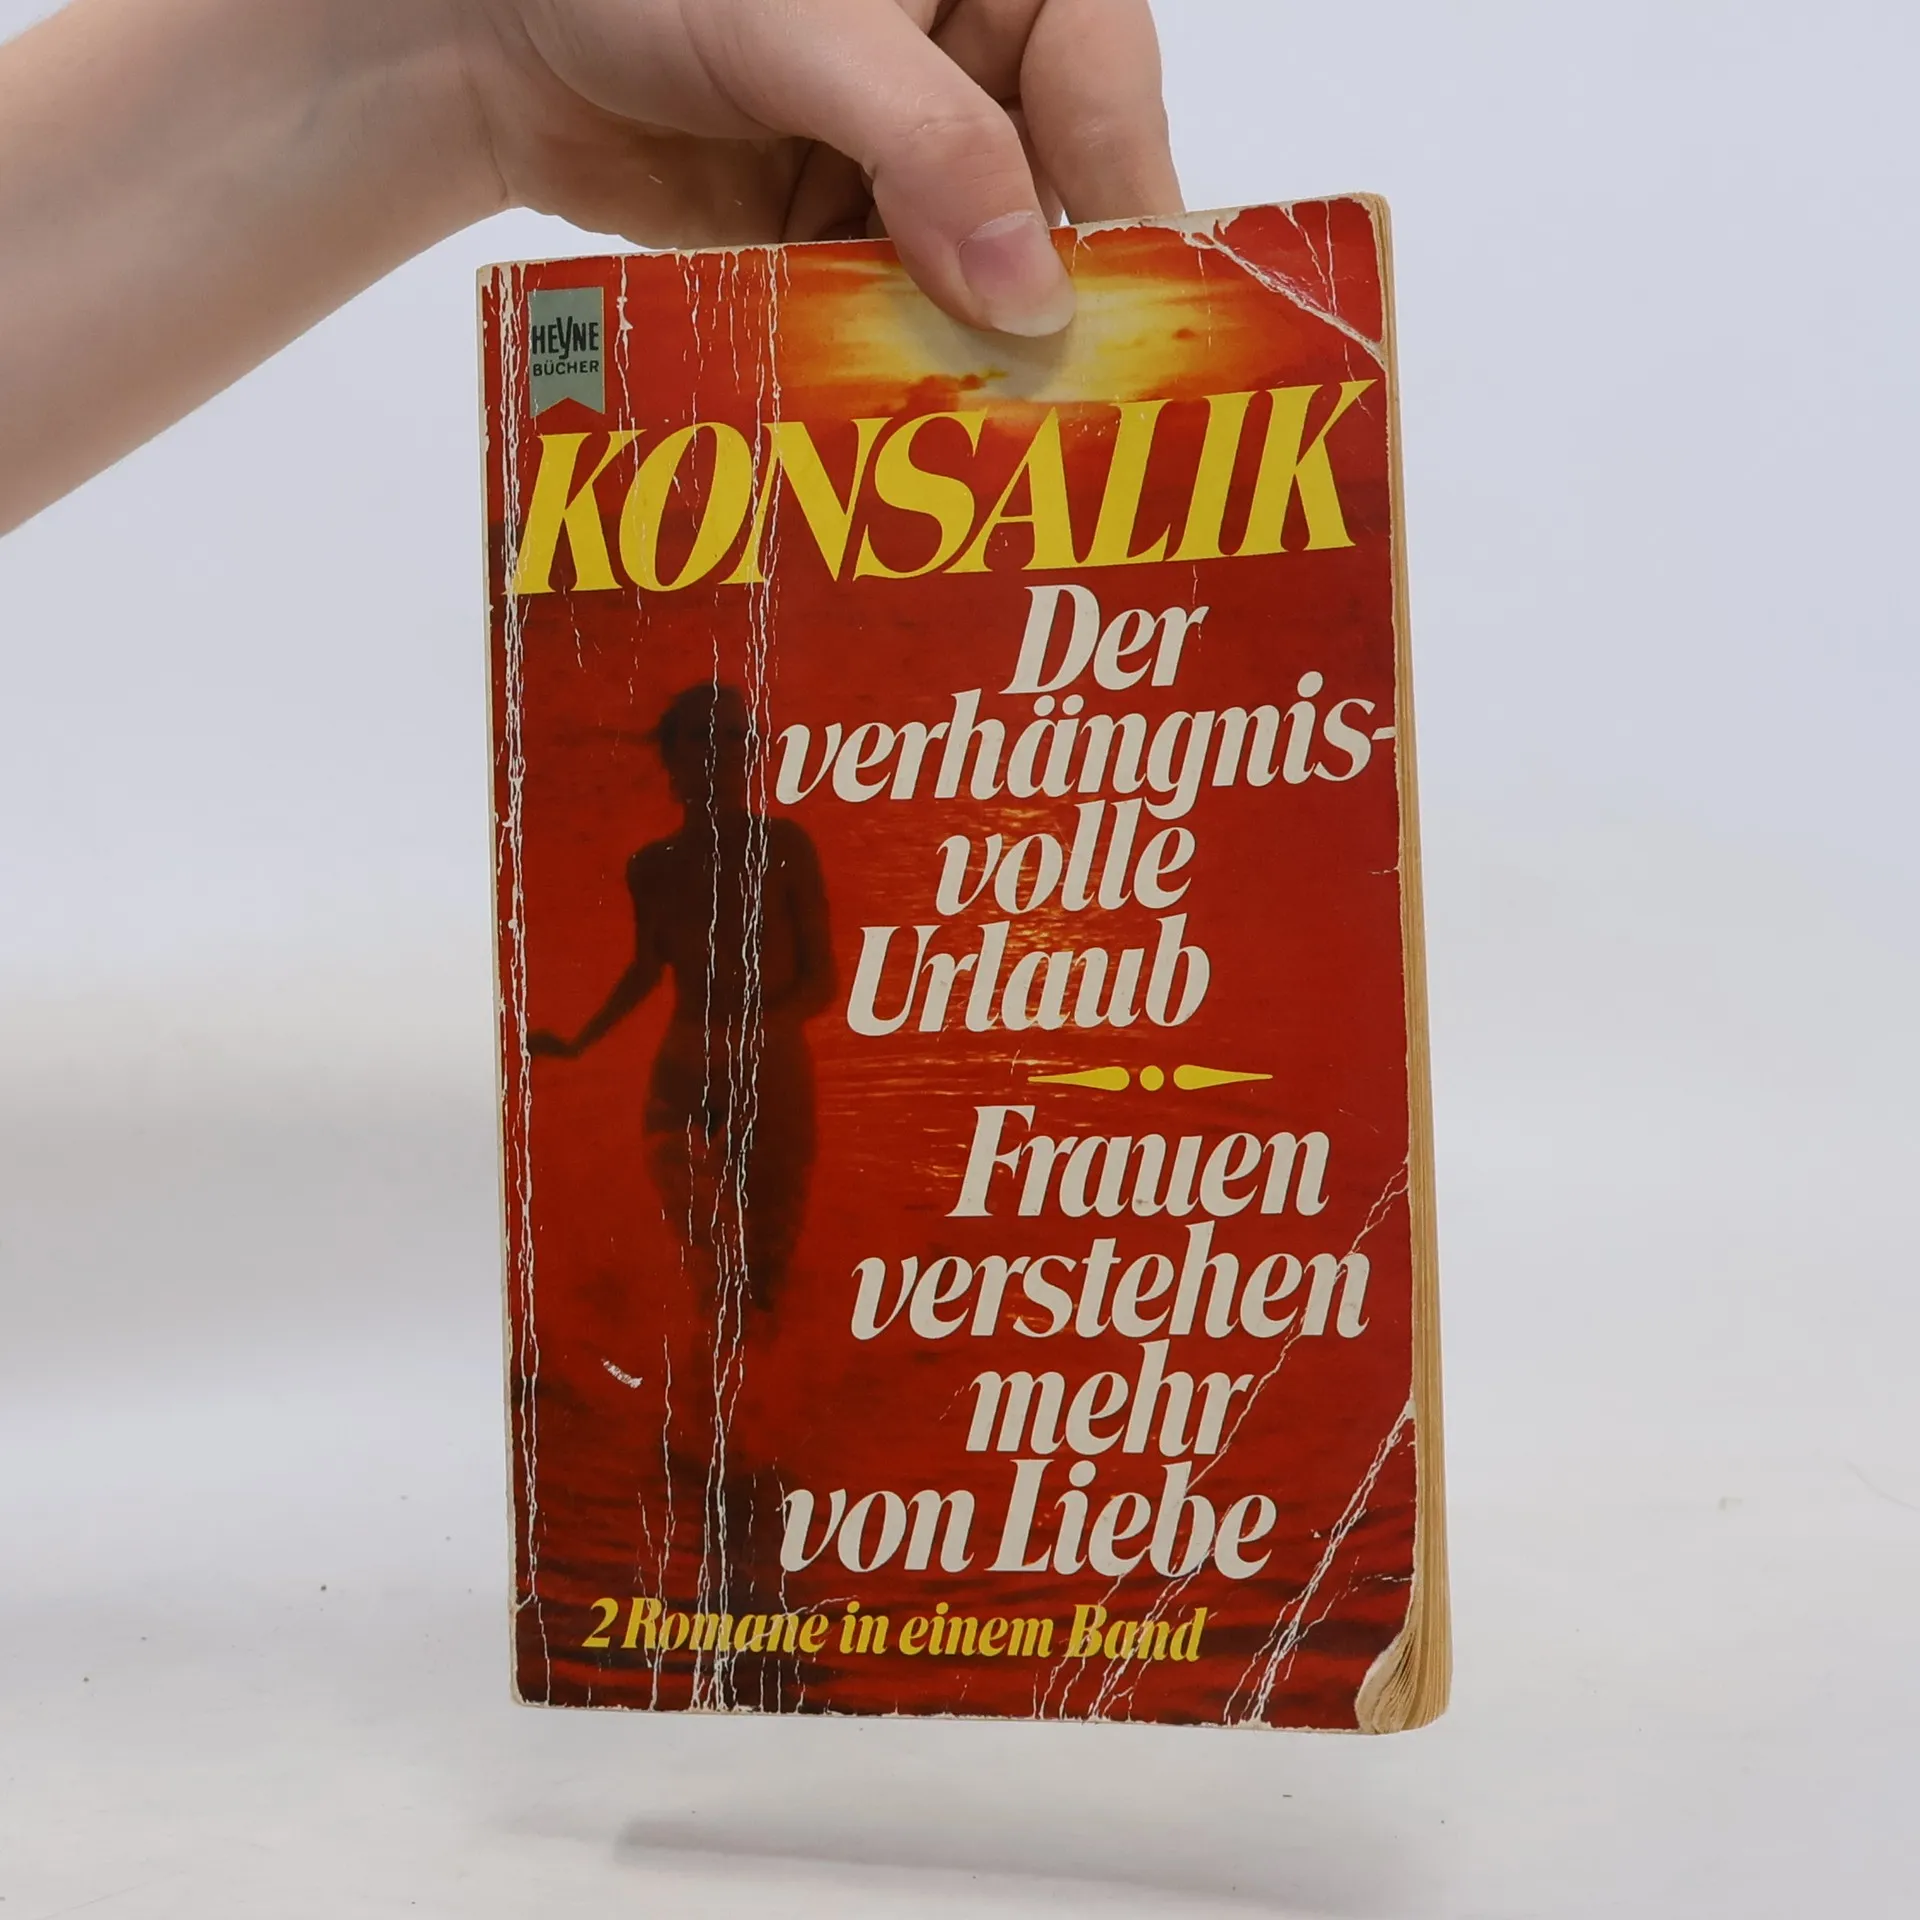 HEYNE
BÜCHER
KONSALIK
Der
verhängnis-
volle
Urlaub
Frauen
verstehen
mehr
von Liebe
2 Romane in einem Band